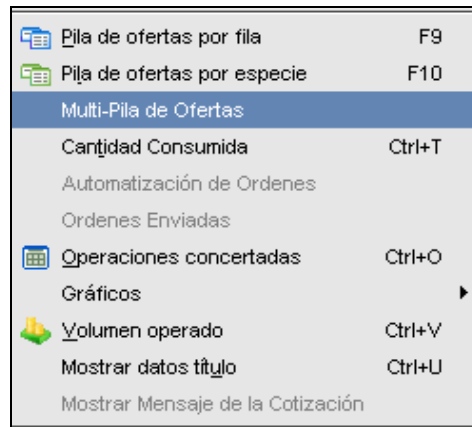 Pila de ofertas por fila F9
Pila de ofertas por especie F10
Multi-Pila de Ofertas
Cantidad Consumida Ctrl+T
Automatización de Ordenes
Ordenes Enviadas
Operaciones concertadas Ctrl+O
Gráficos
Volumen operado Ctrl+V
Mostrar datos título Ctrl+U
Mostrar Mensaje de la Cotización